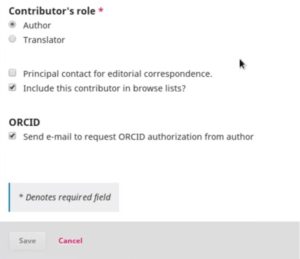 Contributor's role *
Author
Translator
Principal contact for editorial correspondence.
Include this contributor in browse lists?
ORCID
Send e-mail to request ORCID authorization from author
* Denotes required field
Save Cancel